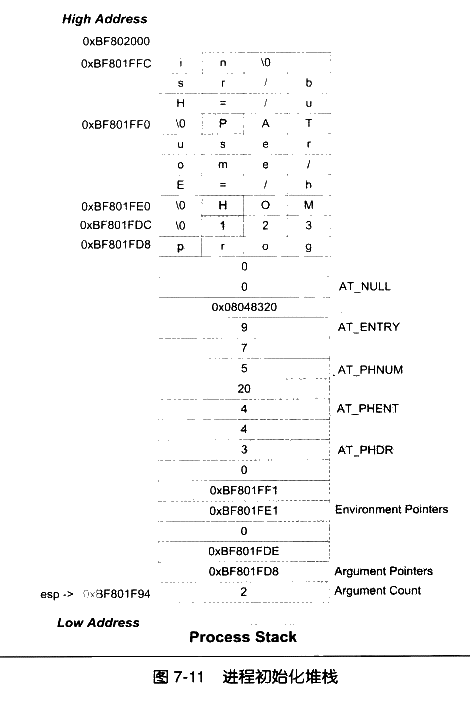 High Address
0xBF802000
0xBF801FFC i n \0
s r / b
H = / u
0xBF801FF0 \0 P A T
u s e r
o m e /
E = / h
0xBF801FE0 \0 H O M
0xBF801FDC \0 1 2 3
0xBF801FD8 p r o g
0
0 AT_NULL
0x08048320
9 AT_ENTRY
7
5 AT_PHNUM
20
4 AT_PHENT
4
3 AT_PHDR
0
0xBF801FF1
0xBF801FE1 Environment Pointers
0
0xBF801FDE
0xBF801FD8 Argument Pointers
esp -> 0xBF801F94 2 Argument Count
Low Address
Process Stack
图 7-11 进程初始化堆栈